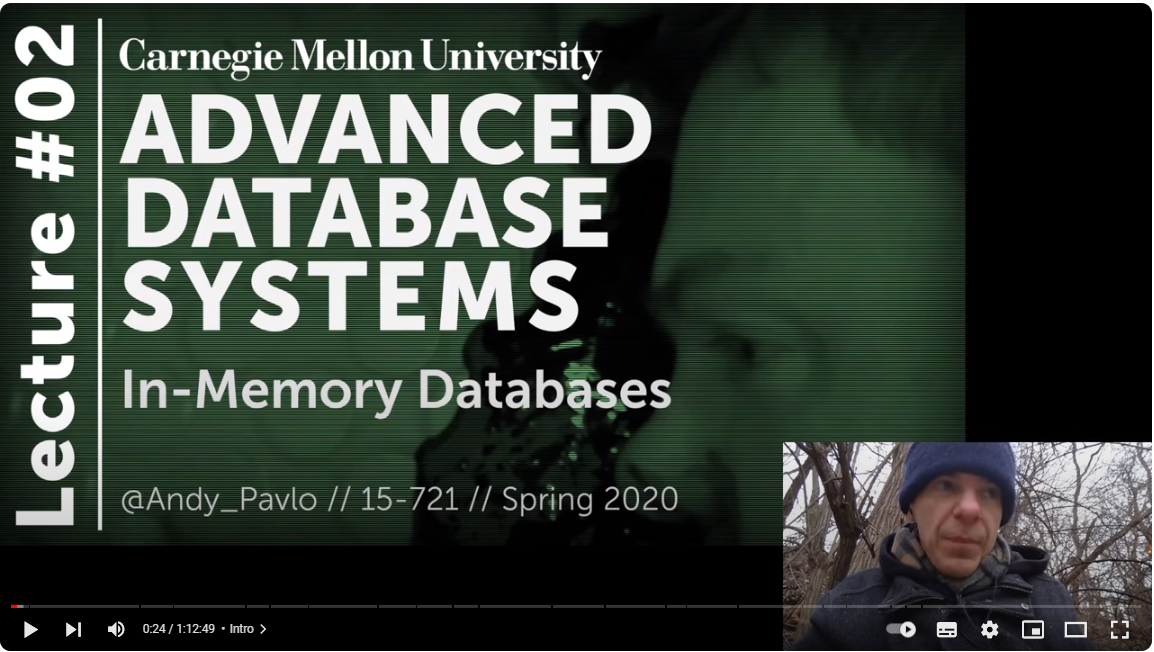 Lecture #02
Carnegie Mellon University
ADVANCED
DATABASE
SYSTEMS
In-Memory Databases
@Andy_Pavlo // 15-721 // Spring 2020
0:24 / 1:12:49 • Intro >